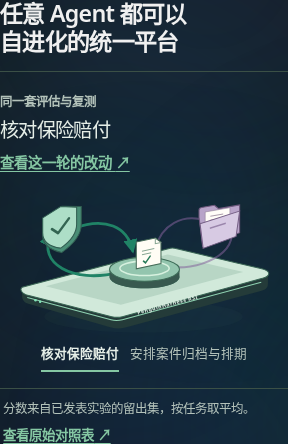 任意 Agent 都可以
自进化的统一平台
同一套评估与复测
核对保险赔付
查看这一轮的改动 ↗
核对保险赔付 安排案件归档与排期
分数来自已发表实验的留出集，按任务取平均。
查看原始对照表 ↗